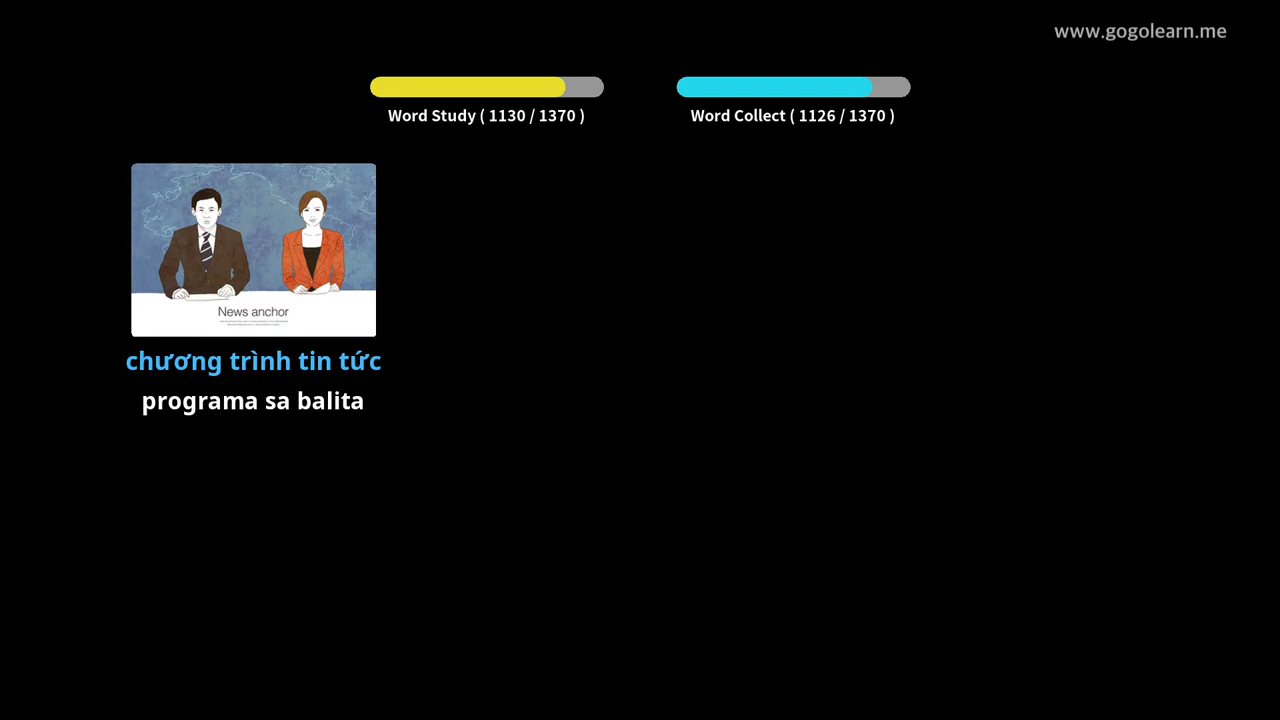 www.gogolearn.me
Word Study ( 1130 / 1370 )
Word Collect ( 1126 / 1370 )
News anchor
chương trình tin tức
programa sa balita